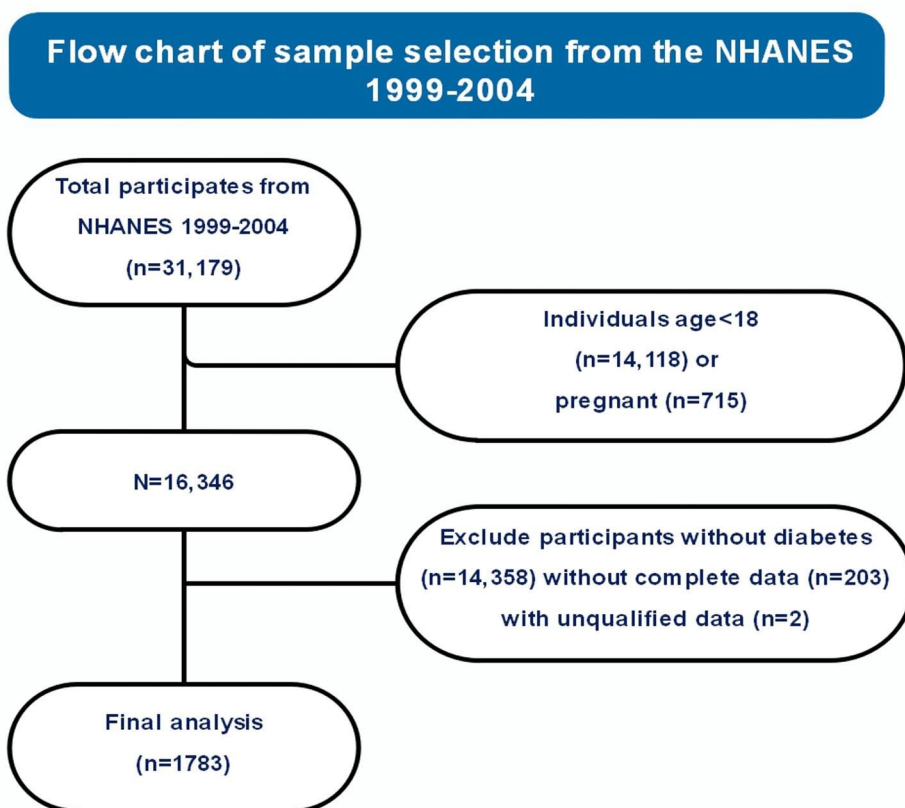 Flow chart of sample selection from the NHANES
1999-2004
Total participates from
NHANES 1999-2004
(n=31,179)
Individuals age<18
(n=14,118) or
pregnant (n=715)
N=16,346
Exclude participants without diabetes
(n=14,358) without complete data (n=203)
with unqualified data (n=2)
Final analysis
(n=1783)